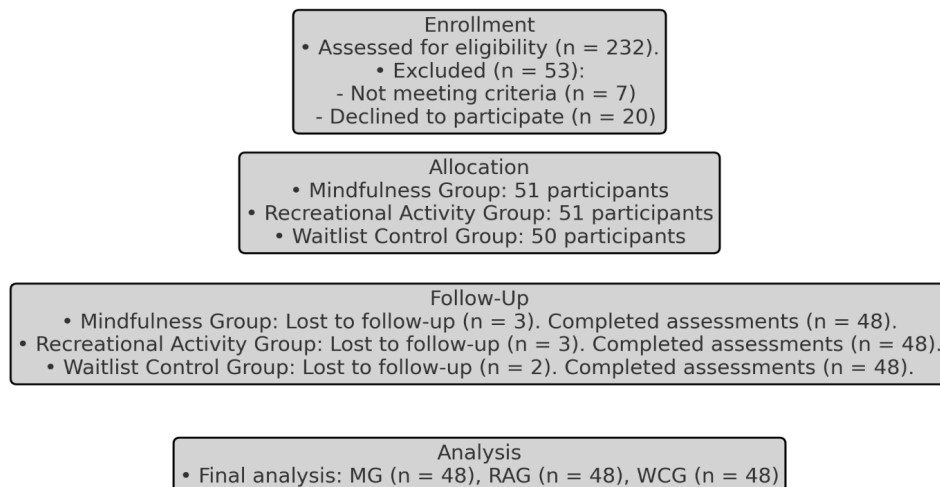 Enrollment
• Assessed for eligibility (n = 232).
• Excluded (n = 53):
- Not meeting criteria (n = 7)
- Declined to participate (n = 20)
Allocation
• Mindfulness Group: 51 participants
• Recreational Activity Group: 51 participants
• Waitlist Control Group: 50 participants
Follow-Up
• Mindfulness Group: Lost to follow-up (n = 3). Completed assessments (n = 48).
• Recreational Activity Group: Lost to follow-up (n = 3). Completed assessments (n = 48).
• Waitlist Control Group: Lost to follow-up (n = 2). Completed assessments (n = 48).
Analysis
• Final analysis: MG (n = 48), RAG (n = 48), WCG (n = 48)